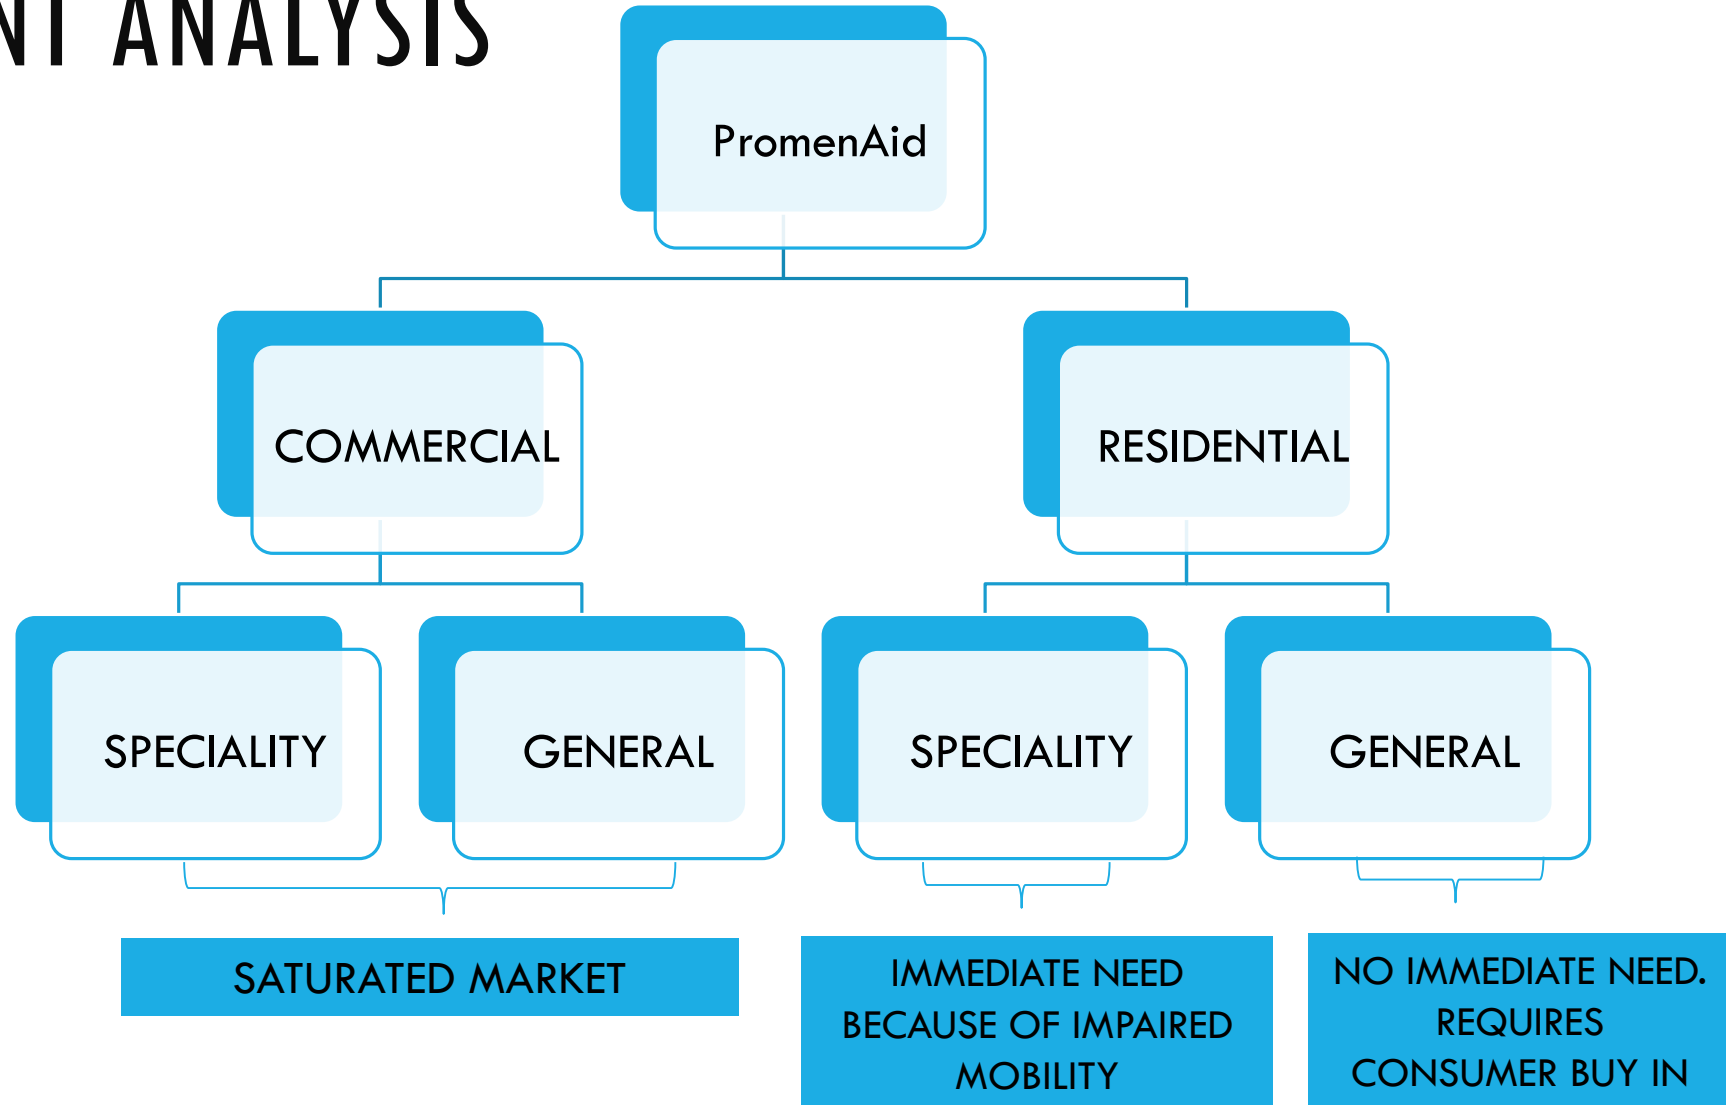 ANALYSIS
PromenAid
COMMERCIAL
RESIDENTIAL
SPECIALITY
GENERAL
SPECIALITY
GENERAL
SATURATED MARKET
IMMEDIATE NEED
BECAUSE OF IMPAIRED
MOBILITY
NO IMMEDIATE NEED.
REQUIRES
CONSUMER BUY IN